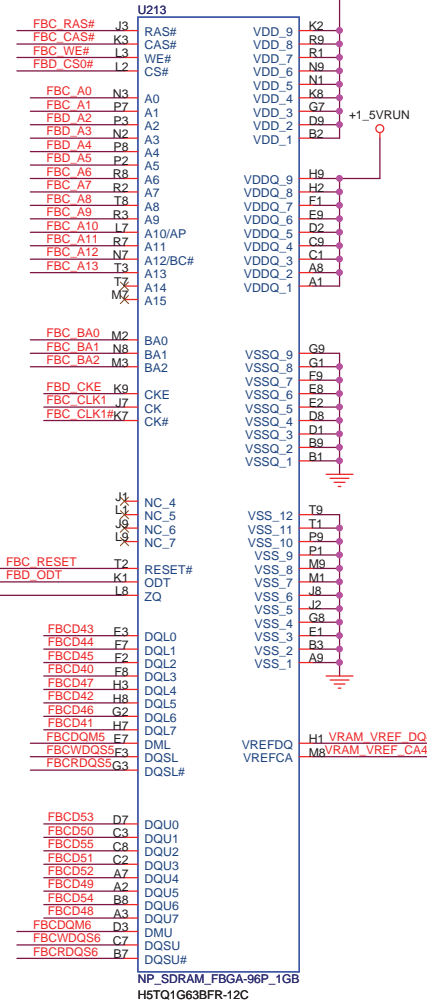 U213
FBC_RAS# J3 RAS# VDD_9 K2
FBC_CAS# K3 CAS# VDD_8 R9
FBC_WE# L3 WE# VDD_7 R1
FBD_CS0# L2 CS# VDD_6 N9
VDD_5 N1
FBC_A0 N3 A0 VDD_4 K8
FBC_A1 P7 A1 VDD_3 G7
FBD_A2 P3 A2 VDD_2 D9
FBD_A3 N2 A3 VDD_1 B2
+1_5VRUN
FBD_A4 P8 A4
FBD_A5 P2 A5
FBC_A6 R8 A6 VDDQ_9 H9
FBC_A7 R2 A7 VDDQ_8 H2
FBC_A8 T8 A8 VDDQ_7 F1
FBC_A9 R3 A9 VDDQ_6 E9
FBC_A10 L7 A10/AP VDDQ_5 D2
FBC_A11 R7 A11 VDDQ_4 C9
FBC_A12 N7 A12/BC# VDDQ_3 C1
FBC_A13 T3 A13 VDDQ_2 A8
T7 A14 VDDQ_1 A1
M7 A15
FBC_BA0 M2 BA0
FBC_BA1 N8 BA1 VSSQ_9 G9
FBC_BA2 M3 BA2 VSSQ_8 G1
VSSQ_7 F9
FBD_CKE K9 CKE VSSQ_6 E8
FBC_CLK1 J7 CK VSSQ_5 E2
FBC_CLK1# K7 CK# VSSQ_4 D8
VSSQ_3 D1
VSSQ_2 B9
VSSQ_1 B1
J1 NC_4
L1 NC_5 VSS_12 T9
J9 NC_6 VSS_11 T1
L9 NC_7 VSS_10 P9
VSS_9 P1
FBC_RESET T2 RESET# VSS_8 M9
FBD_ODT K1 ODT VSS_7 M1
L8 ZQ VSS_6 J8
VSS_5 J2
VSS_4 G8
FBCD43 E3 DQL0 VSS_3 E1
FBCD44 F7 DQL1 VSS_2 B3
FBCD45 F2 DQL2 VSS_1 A9
FBCD40 F8 DQL3
FBCD47 H3 DQL4
FBCD42 H8 DQL5
FBCD46 G2 DQL6
FBCD41 H7 DQL7
FBCDQM5 E7 DML VREFDQ H1 VRAM_VREF_DQ
FBCWDQS5 F3 DQSL VREFCA M8 VRAM_VREF_CA4
FBCRDQS5 G3 DQSL#
FBCD53 D7 DQU0
FBCD50 C3 DQU1
FBCD55 C8 DQU2
FBCD51 C2 DQU3
FBCD52 A7 DQU4
FBCD49 A2 DQU5
FBCD54 B8 DQU6
FBCD48 A3 DQU7
FBCDQM6 D3 DMU
FBCWDQS6 C7 DQSU
FBCRDQS6 B7 DQSU#
NP_SDRAM_FBGA-96P_1GB
H5TQ1G63BFR-12C